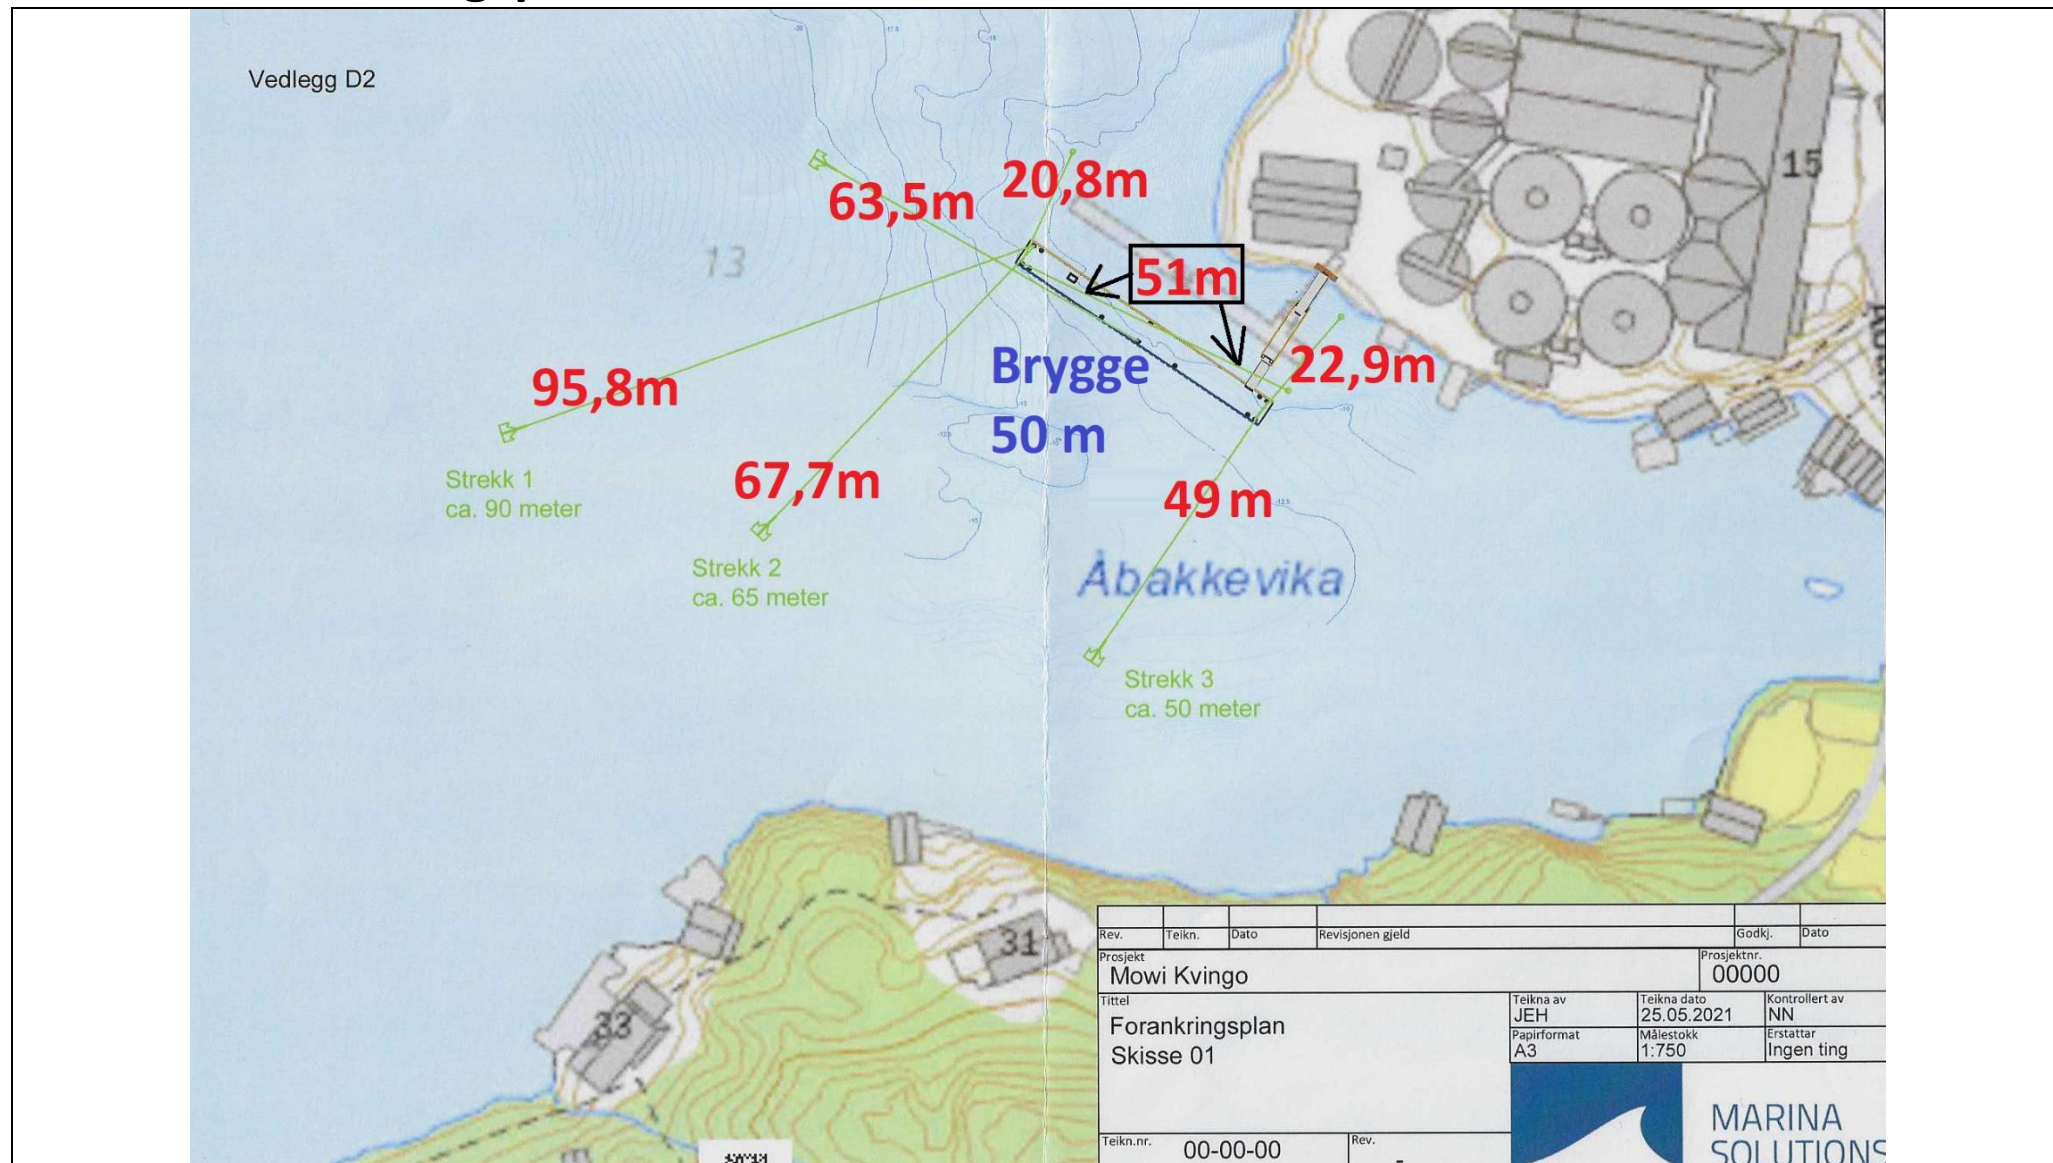 Vedlegg D2
63,5m
20,8m
15
13
51m
22,9m
95,8m
Brygge
50 m
67,7m
49 m
Strekk 1
ca. 90 meter
Strekk 2
ca. 65 meter
Åbakkevika
Strekk 3
ca. 50 meter
31
33
Rev.
Teikn.
Dato
Revisjonen gjeld
Godkj.
Dato
Prosjekt
Mowi Kvingo
Prosjektnr.
00000
Tittel
Forankringsplan
Skisse 01
Teikna av
JEH
Teikna dato
25.05.2021
Kontrollert av
NN
Papirformat
A3
Målestokk
1:750
Erstattar
Ingen ting
Teikn.nr.
00-00-00
Rev.
-
MARINA
SOLUTIONS